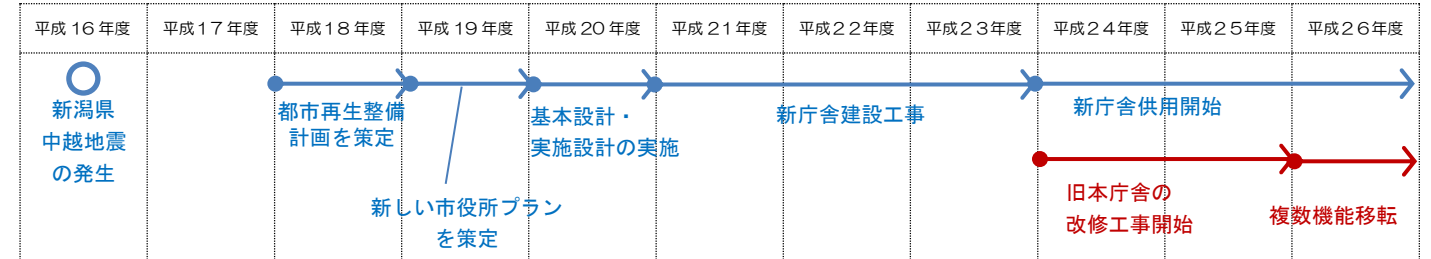 平成16年度 平成17年度 平成18年度 平成19年度 平成20年度 平成21年度 平成22年度 平成23年度 平成24年度 平成25年度 平成26年度
新潟県
中越地震
の発生
都市再生整備
計画を策定
新しい市役所プラン
を策定
基本設計・
実施設計の実施
新庁舎建設工事
新庁舎供用開始
旧本庁舎の
改修工事開始
複数機能移転